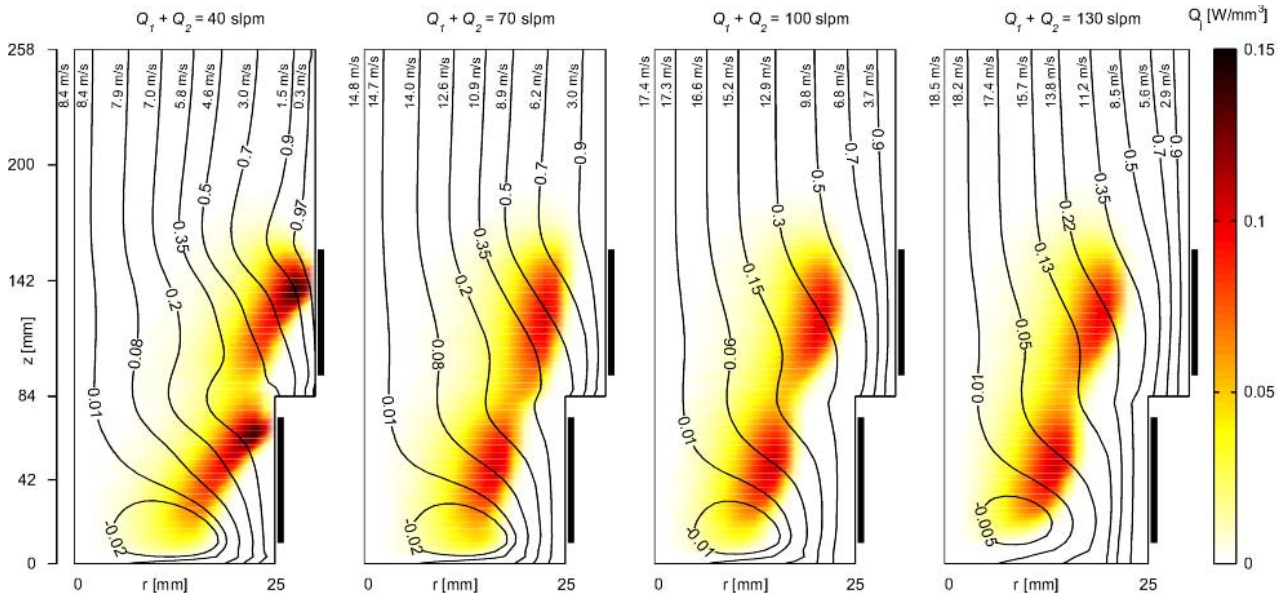 Q₁ + Q₂ = 40 slpm
Q₁ + Q₂ = 70 slpm
Q₁ + Q₂ = 100 slpm
Q₁ + Q₂ = 130 slpm
Qⱼ [W/mm³]
258
200
142
84
42
0
z [mm]
8.4 m/s
8.4 m/s
7.9 m/s
7.0 m/s
5.8 m/s
4.6 m/s
3.0 m/s
1.5 m/s
0.3 m/s
0.9
0.7
0.5
0.97
0.35
0.2
0.08
0.01
-0.02
0 r [mm] 25
14.8 m/s
14.7 m/s
14.0 m/s
12.6 m/s
10.9 m/s
8.9 m/s
6.2 m/s
3.0 m/s
0.9
0.7
0.5
0.35
0.2
0.08
0.01
-0.02
0 r [mm] 25
17.4 m/s
17.3 m/s
16.6 m/s
15.2 m/s
12.9 m/s
9.8 m/s
6.8 m/s
3.7 m/s
0.9
0.7
0.5
0.3
0.15
0.06
0.01
-0.01
0 r [mm] 25
18.5 m/s
18.2 m/s
17.4 m/s
15.7 m/s
13.8 m/s
11.2 m/s
8.5 m/s
5.6 m/s
2.9 m/s
0.9
0.7
0.5
0.35
0.22
0.13
0.05
0.01
-0.005
0 r [mm] 25
0.15
0.1
0.05
0